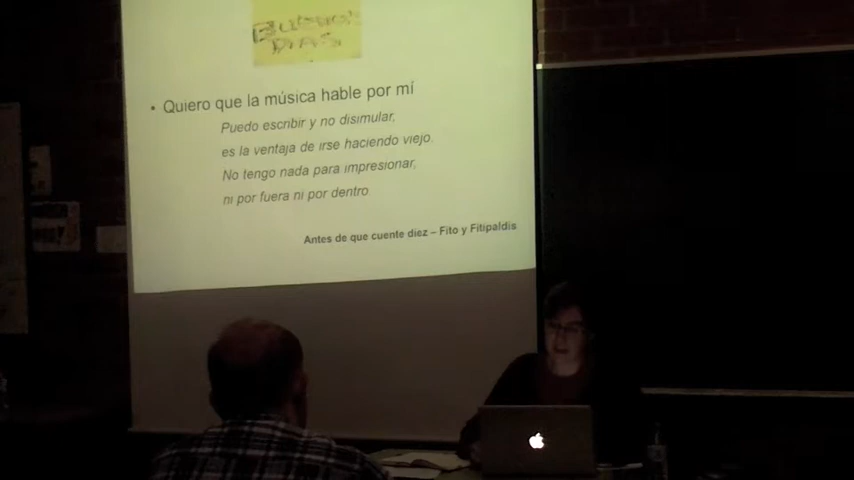 BUENOS
DIAS
• Quiero que la música hable por mí
Puedo escribir y no disimular,
es la ventaja de irse haciendo viejo.
No tengo nada para impresionar,
ni por fuera ni por dentro
Antes de que cuente diez – Fito y Fitipaldis